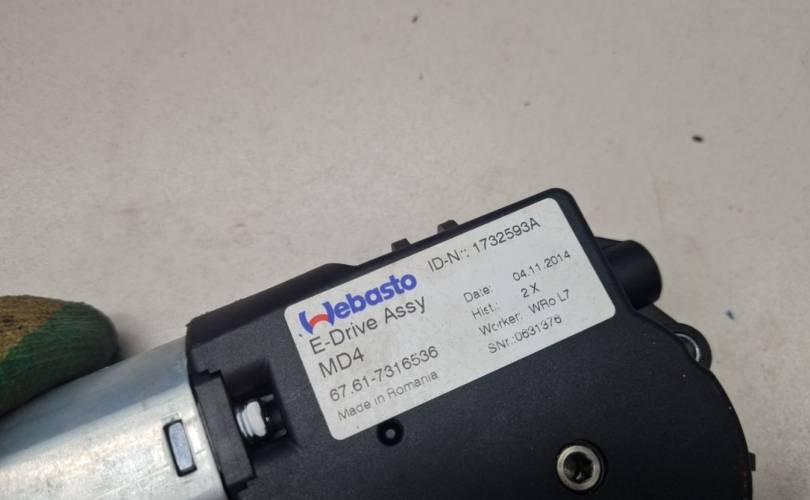 Webasto
E-Drive Assy
MD4
67.61-7316536
Made in Romania
ID-Nr: 1732593A
Date: 04.11.2014
Hist.: 2 X
Worker: WRo L7
SNr.:0631376